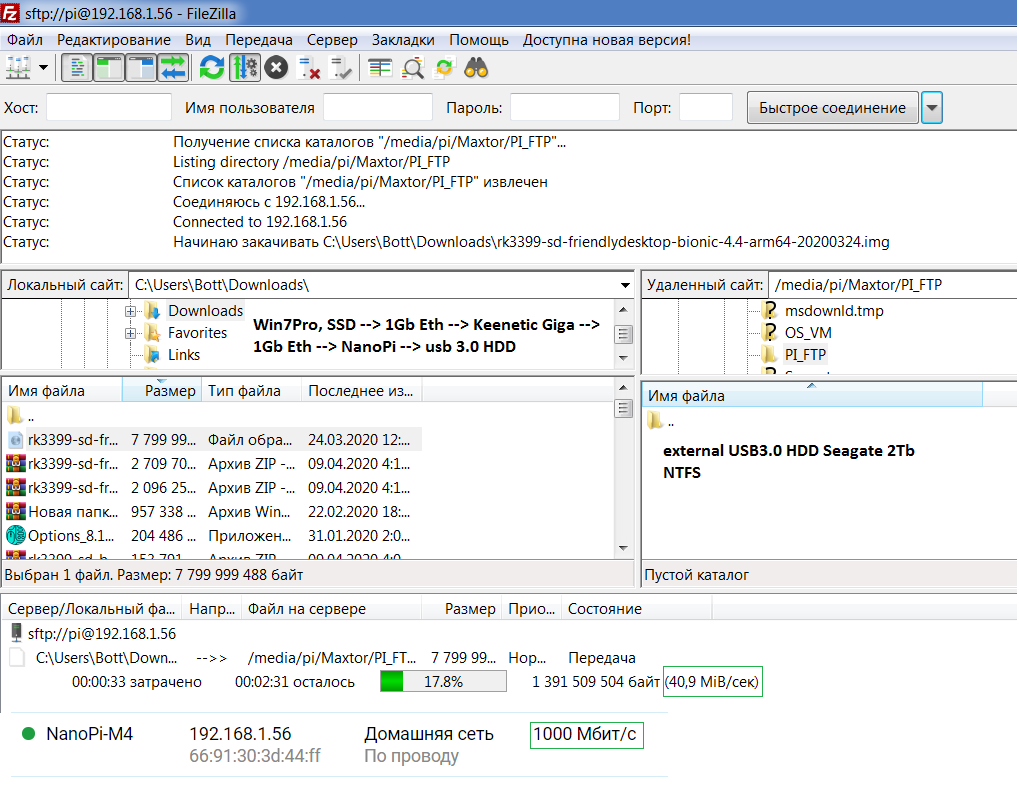 sftp://pi@192.168.1.56 - FileZilla
Файл Редактирование Вид Передача Сервер Закладки Помощь Доступна новая версия!
Хост: Имя пользователя Пароль: Порт: Быстрое соединение
Статус: Получение списка каталогов "/media/pi/Maxtor/PI_FTP"...
Статус: Listing directory /media/pi/Maxtor/PI_FTP
Статус: Список каталогов "/media/pi/Maxtor/PI_FTP" извлечен
Статус: Соединяюсь с 192.168.1.56...
Статус: Connected to 192.168.1.56
Статус: Начинаю закачивать C:\Users\Bott\Downloads\rk3399-sd-friendlydesktop-bionic-4.4-arm64-20200324.img
Локальный сайт: C:\Users\Bott\Downloads\
Downloads
Favorites
Links
Win7Pro, SSD --> 1Gb Eth --> Keenetic Giga -->
1Gb Eth --> NanoPi --> usb 3.0 HDD
Удаленный сайт: /media/pi/Maxtor/PI_FTP
msdownld.tmp
OS_VM
PI_FTP
Имя файла Размер Тип файла Последнее из...
..
rk3399-sd-fr... 7 799 99... Файл обра... 24.03.2020 12:...
rk3399-sd-fr... 2 709 70... Архив ZIP -... 09.04.2020 4:1...
rk3399-sd-fr... 2 096 25... Архив ZIP -... 09.04.2020 4:1...
Новая папк... 957 338 ... Архив Win... 22.02.2020 18:...
Options_8.1... 204 486 ... Приложен... 31.01.2020 2:0...
Выбран 1 файл. Размер: 7 799 999 488 байт
Имя файла
..
external USB3.0 HDD Seagate 2Tb
NTFS
Пустой каталог
Сервер/Локальный фа... Напр... Файл на сервере Размер Прио... Состояние
sftp://pi@192.168.1.56
C:\Users\Bott\Down... -->> /media/pi/Maxtor/PI_FT... 7 799 99... Нор... Передача
00:00:33 затрачено 00:02:31 осталось 17.8% 1 391 509 504 байт (40,9 MiB/сек)
NanoPi-M4 192.168.1.56 Домашняя сеть 1000 Мбит/с
66:91:30:3d:44:ff По проводу